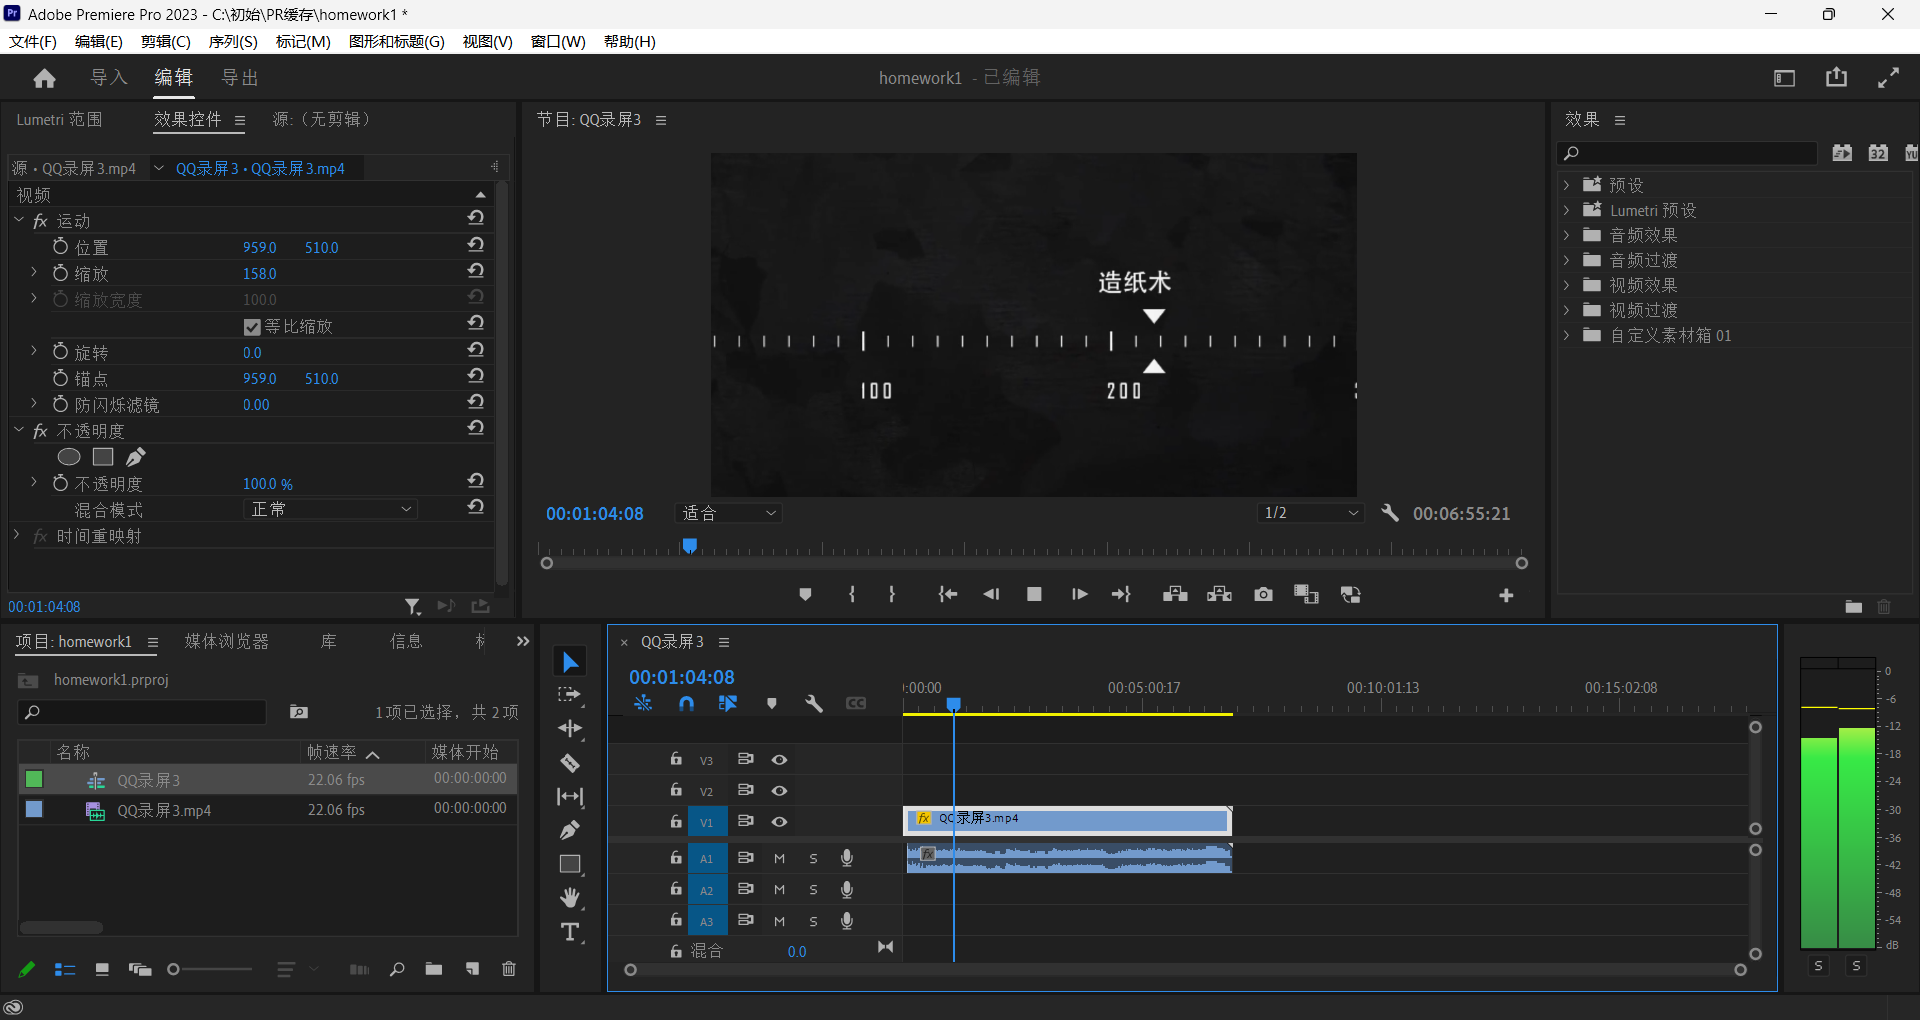 Pr Adobe Premiere Pro 2023 - C:\初始\PR缓存\homework1 *
文件(F) 编辑(E) 剪辑(C) 序列(S) 标记(M) 图形和标题(G) 视图(V) 窗口(W) 帮助(H)
导入 编辑 导出 homework1 - 已编辑
Lumetri 范围 效果控件 源:（无剪辑）
节目: QQ录屏3
效果
源·QQ录屏3.mp4 QQ录屏3·QQ录屏3.mp4
视频
fx 运动
位置 959.0 510.0
缩放 158.0
缩放宽度 100.0
等比缩放
旋转 0.0
锚点 959.0 510.0
防闪烁滤镜 0.00
fx 不透明度
不透明度 100.0 %
混合模式 正常
fx 时间重映射
00:01:04:08
造纸术
100 200
00:01:04:08 适合 1/2 00:06:55:21
32 YU
预设
Lumetri 预设
音频效果
音频过渡
视频效果
视频过渡
自定义素材箱 01
项目: homework1 媒体浏览器 库 信息
homework1.prproj
1项已选择，共 2项
名称 帧速率 媒体开始
QQ录屏3 22.06 fps 00:00:00:00
QQ录屏3.mp4 22.06 fps 00:00:00:00
T
× QQ录屏3
00:01:04:08
CC
:00:00 00:05:00:17 00:10:01:13 00:15:02:08
V3
V2
V1
fx QQ录屏3.mp4
A1 M S
fx
A2 M S
A3 M S
混合 0.0
0
-6
-12
-18
-24
-30
-36
-42
-48
-54
dB
S S